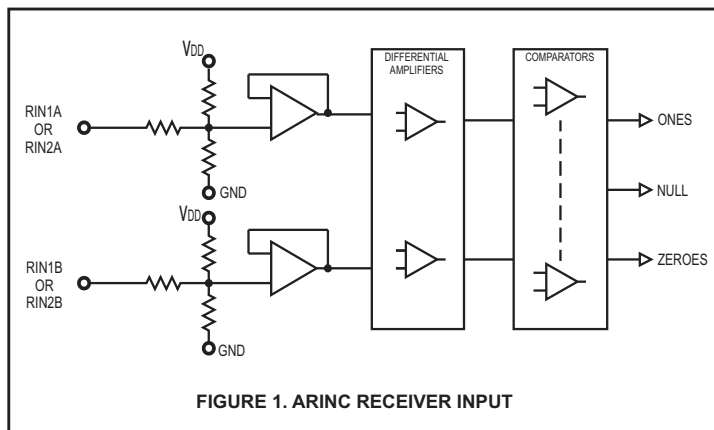 VDD
DIFFERENTIAL
AMPLIFIERS
COMPARATORS
RIN1A
OR
RIN2A
ONES
GND
NULL
VDD
RIN1B
OR
RIN2B
ZEROES
GND
FIGURE 1. ARINC RECEIVER INPUT